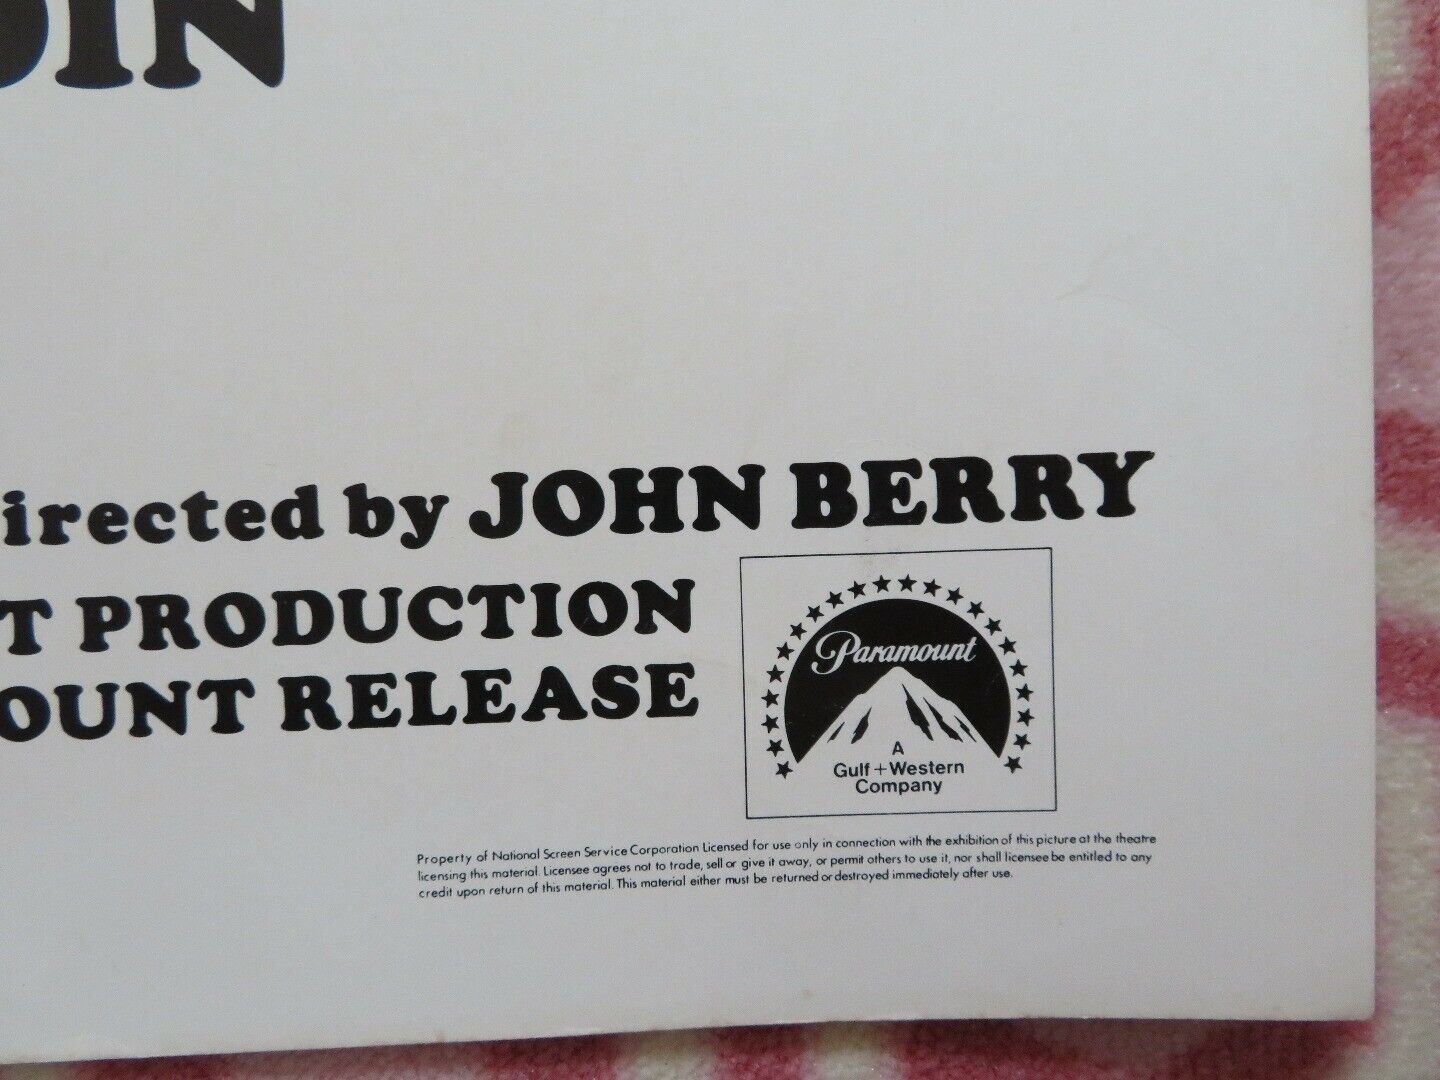 irected by JOHN BERRY
T PRODUCTION
OUNT RELEASE
Paramount
A
Gulf+Western
Company
Property of National Screen Service Corporation Licensed for use only in connection with the exhibition of this picture at the theatre
licensing this material. Licensee agrees not to trade, sell or give it away, or permit others to use it, nor shall licensee be entitled to any
credit upon return of this material. This material either must be returned or destroyed immediately after use.